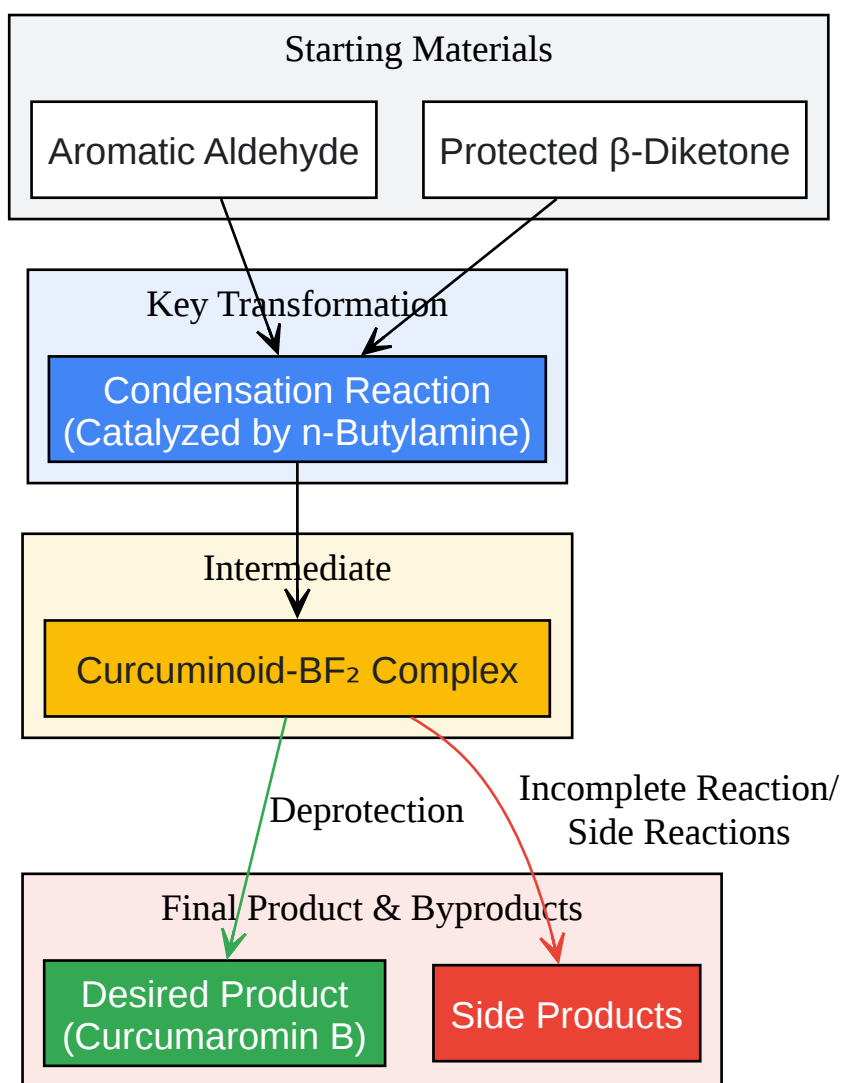 Starting Materials
Aromatic Aldehyde
Protected β-Diketone
Key Transformation
Condensation Reaction
(Catalyzed by n-Butylamine)
Intermediate
Curcuminoid-BF₂ Complex
Deprotection
Incomplete Reaction/
Side Reactions
Final Product & Byproducts
Desired Product
(Curcumaromin B)
Side Products